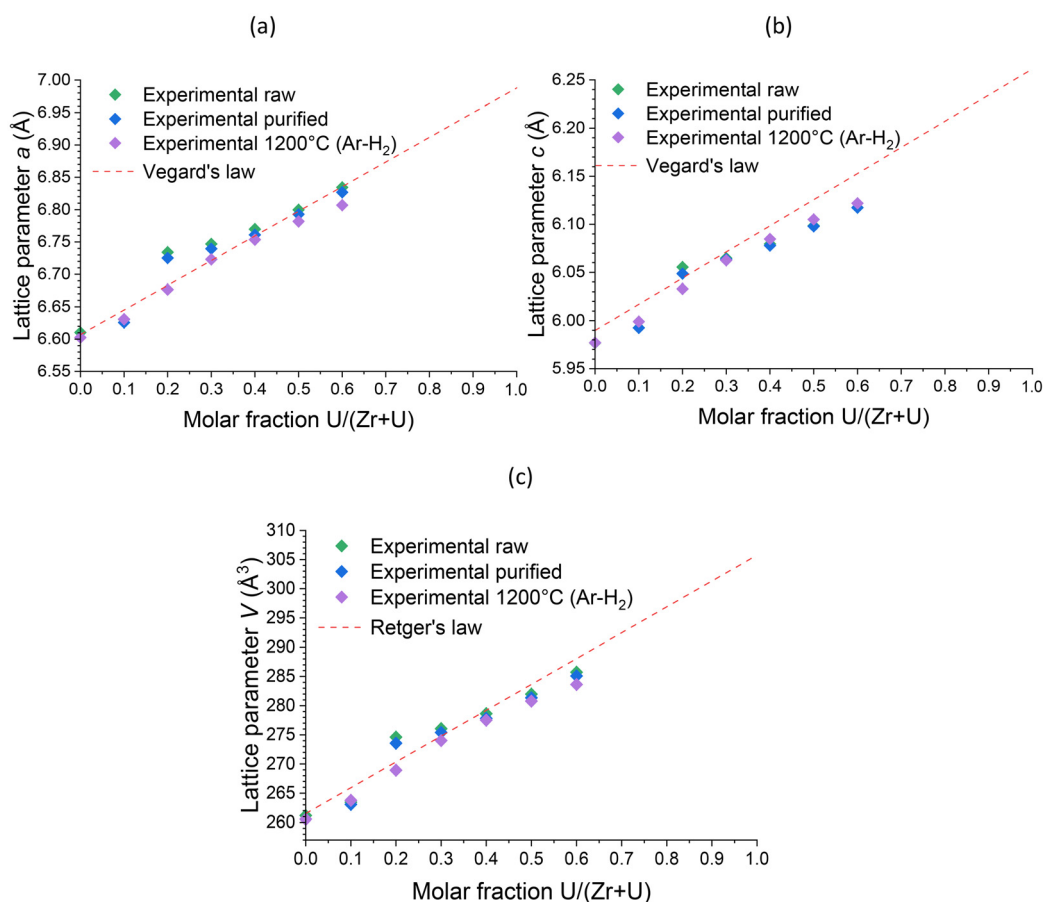 (a)
7.00
6.95
6.90
6.85
6.80
6.75
6.70
6.65
6.60
6.55
Lattice parameter a (Å)
Experimental raw
Experimental purified
Experimental 1200°C (Ar-H₂)
Vegard's law
0.0 0.1 0.2 0.3 0.4 0.5 0.6 0.7 0.8 0.9 1.0
Molar fraction U/(Zr+U)
(b)
6.25
6.20
6.15
6.10
6.05
6.00
5.95
Lattice parameter c (Å)
Experimental raw
Experimental purified
Experimental 1200°C (Ar-H₂)
Vegard's law
0.0 0.1 0.2 0.3 0.4 0.5 0.6 0.7 0.8 0.9 1.0
Molar fraction U/(Zr+U)
(c)
310
305
300
295
290
285
280
275
270
265
260
Lattice parameter V (Å³)
Experimental raw
Experimental purified
Experimental 1200°C (Ar-H₂)
Retger's law
0.0 0.1 0.2 0.3 0.4 0.5 0.6 0.7 0.8 0.9 1.0
Molar fraction U/(Zr+U)